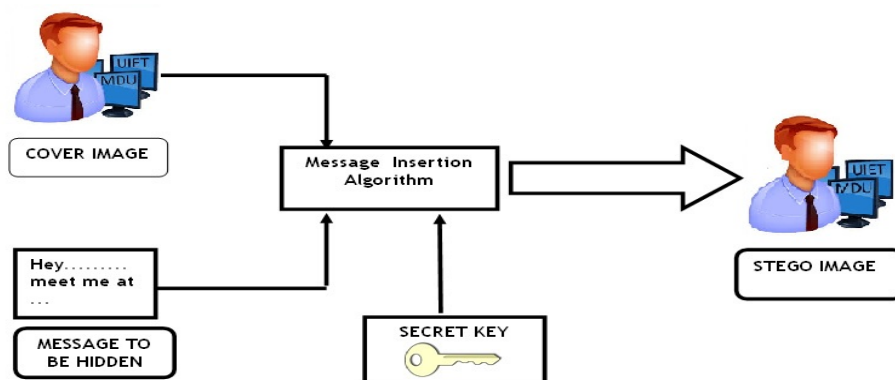 UIET
MDU
COVER IMAGE
Message Insertion
Algorithm
UIET
MDU
STEGO IMAGE
Hey.........
meet me at
...
MESSAGE TO
BE HIDDEN
SECRET KEY